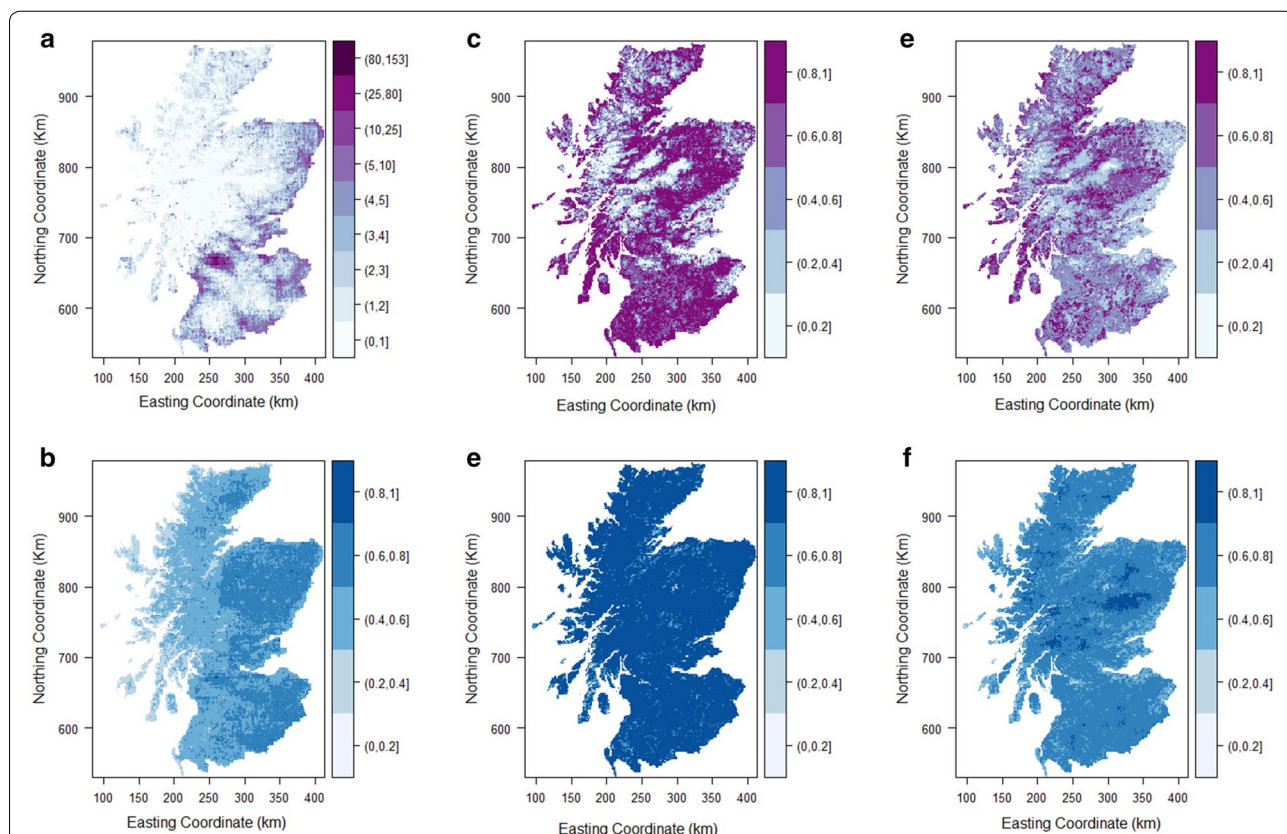 a
(80,153]
(25,80]
(10,25]
(5,10]
(4,5]
(3,4]
(2,3]
(1,2]
(0,1]
Northing Coordinate (Km)
900
800
700
600
100 150 200 250 300 350 400
Easting Coordinate (km)
c
(0.8,1]
(0.6,0.8]
(0.4,0.6]
(0.2,0.4]
(0,0.2]
Northing Coordinate (Km)
900
800
700
600
100 150 200 250 300 350 400
Easting Coordinate (km)
e
(0.8,1]
(0.6,0.8]
(0.4,0.6]
(0.2,0.4]
(0,0.2]
Northing Coordinate (Km)
900
800
700
600
100 150 200 250 300 350 400
Easting Coordinate (km)
b
(0.8,1]
(0.6,0.8]
(0.4,0.6]
(0.2,0.4]
(0,0.2]
Northing Coordinate (Km)
900
800
700
600
100 150 200 250 300 350 400
Easting Coordinate (km)
e
(0.8,1]
(0.6,0.8]
(0.4,0.6]
(0.2,0.4]
(0,0.2]
Northing Coordinate (Km)
900
800
700
600
100 150 200 250 300 350 400
Easting Coordinate (km)
f
(0.8,1]
(0.6,0.8]
(0.4,0.6]
(0.2,0.4]
(0,0.2]
Northing Coordinate (Km)
900
800
700
600
100 150 200 250 300 350 400
Easting Coordinate (km)